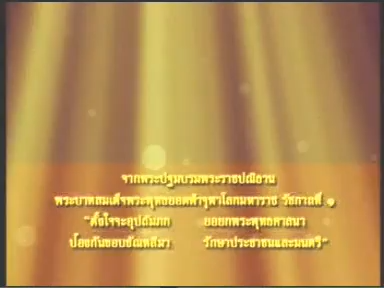 จากพระปฐมบรมพระราชปณิธาน
พระบาทสมเด็จพระพุทธยอดฟ้าจุฬาโลกมหาราช รัชกาลที่ ๑
"ตั้งใจจะอุปถัมภก ยอยกพระพุทธศาสนา
ป้องกันขอบขัณฑสีมา รักษาประชาชนและมนตรี"